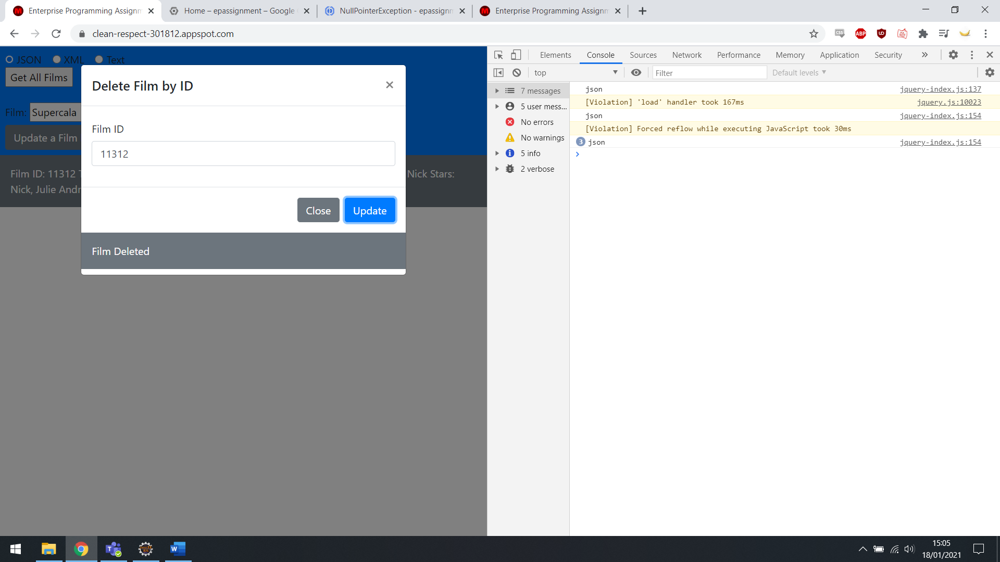 Enterprise Programming Assignm
Home – epassignment – Google
NullPointerException - epassignm
Enterprise Programming Assignm
clean-respect-301812.appspot.com
JSON XML Text
Get All Films
Film: Supercala
Update a Film
Film ID: 11312
Nick Stars:
Nick, Julie Andr
Delete Film by ID
×
Film ID
11312
Close Update
Film Deleted
Elements Console Sources Network Performance Memory Application Security »
top Filter Default levels
7 messages
5 user mess...
No errors
No warnings
5 info
2 verbose
json jquery-index.js:137
[Violation] 'load' handler took 167ms jquery.js:10023
json jquery-index.js:154
[Violation] Forced reflow while executing JavaScript took 30ms
3 json jquery-index.js:154
15:05
18/01/2021